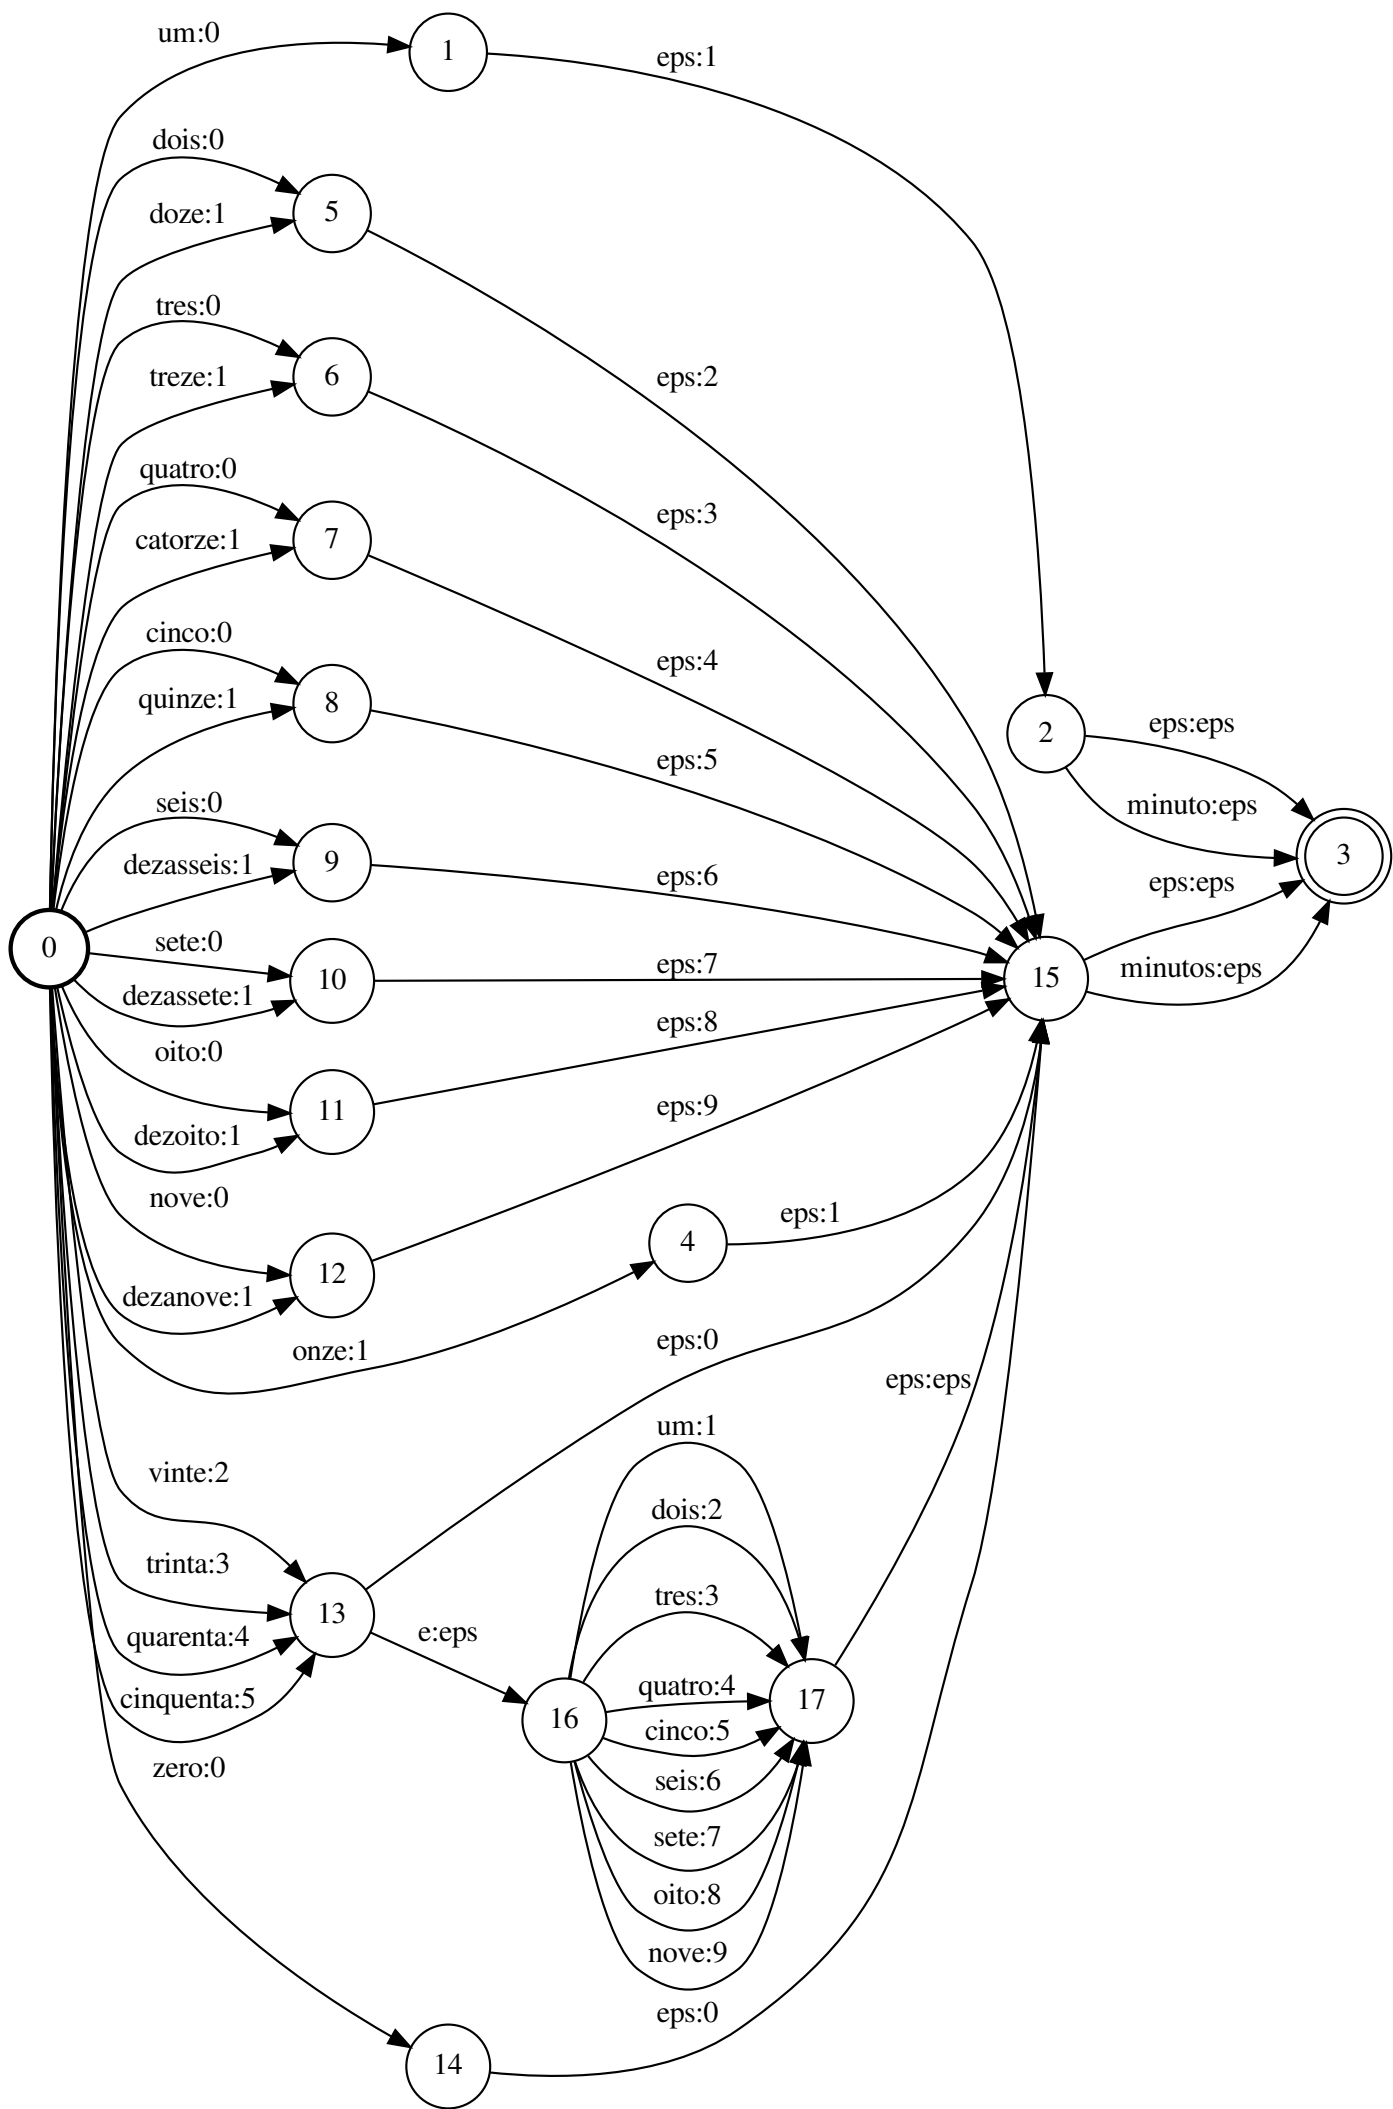 um:0
1
eps:1
dois:0
5
doze:1
eps:2
tres:0
6
treze:1
eps:3
quatro:0
7
catorze:1
eps:4
cinco:0
8
quinze:1
eps:5
2
eps:eps
minuto:eps
3
seis:0
9
dezasseis:1
eps:6
eps:eps
0
sete:0
10
dezassete:1
eps:7
15
minutos:eps
oito:0
11
dezoito:1
eps:8
nove:0
12
dezanove:1
eps:9
4
eps:1
onze:1
eps:0
eps:eps
vinte:2
trinta:3
13
quarenta:4
cinquenta:5
e:eps
16
um:1
dois:2
tres:3
quatro:4
cinco:5
seis:6
sete:7
oito:8
nove:9
17
zero:0
14
eps:0